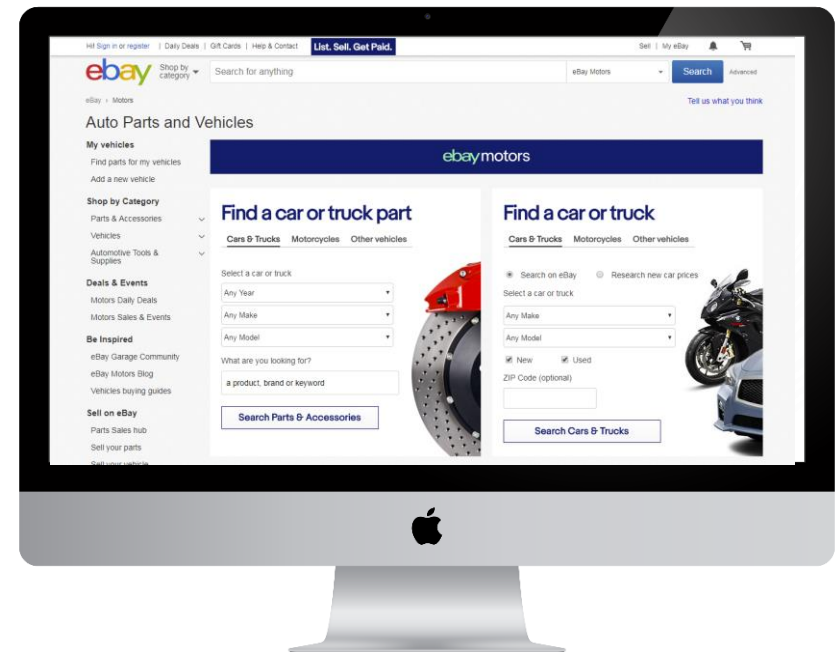 Hi! Sign in or register | Daily Deals | Gift Cards | Help & Contact List. Sell. Get Paid. Sell | My eBay
ebay Shop by category Search for anything eBay Motors Search Advanced
eBay > Motors Tell us what you think
Auto Parts and Vehicles
My vehicles
Find parts for my vehicles
Add a new vehicle
Shop by Category
Parts & Accessories
Vehicles
Automotive Tools & Supplies
Deals & Events
Motors Daily Deals
Motors Sales & Events
Be Inspired
eBay Garage Community
eBay Motors Blog
Vehicles buying guides
Sell on eBay
Parts Sales hub
Sell your parts
Sell your vehicle
ebaymotors
Find a car or truck part
Cars & Trucks Motorcycles Other vehicles
Select a car or truck
Any Year
Any Make
Any Model
What are you looking for?
a product, brand or keyword
Search Parts & Accessories
Find a car or truck
Cars & Trucks Motorcycles Other vehicles
Search on eBay Research new car prices
Select a car or truck
Any Make
Any Model
New Used
ZIP Code (optional)
Search Cars & Trucks